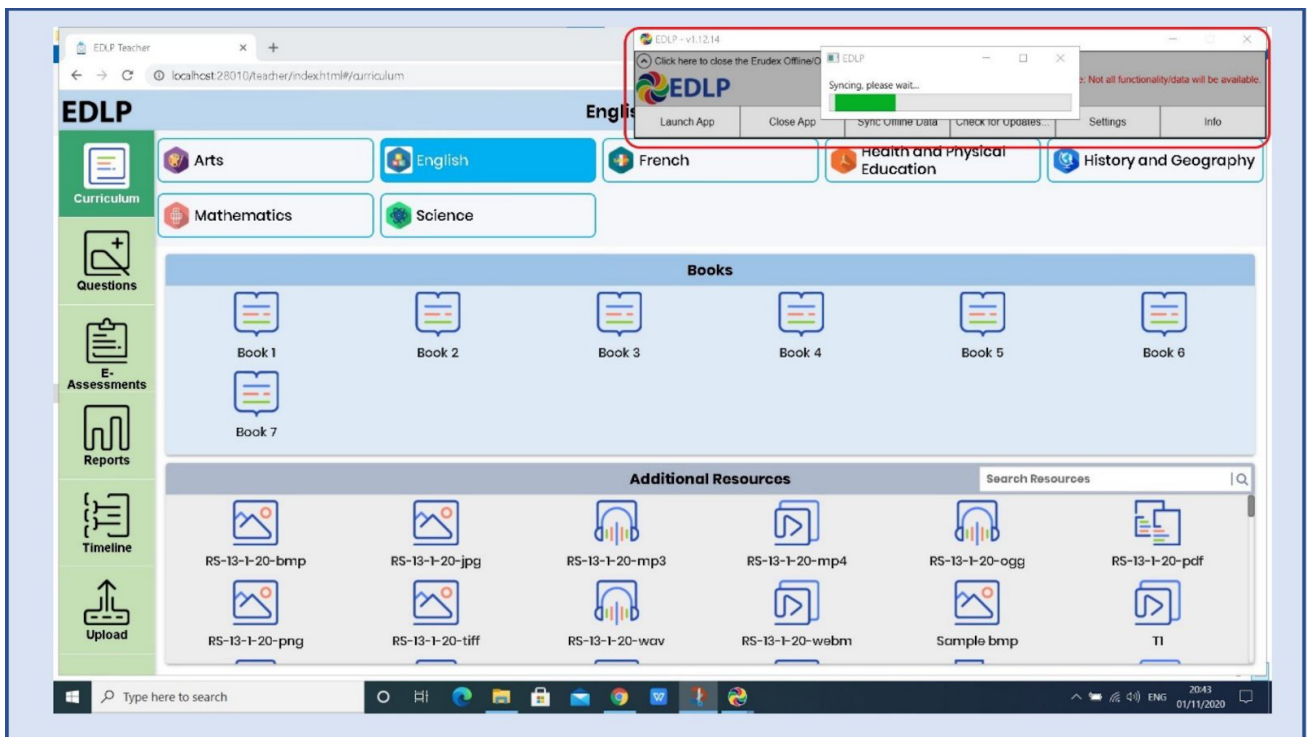 EDLP Teacher
localhost:28010/teacher/index.html#/curriculum
EDLP - v1.12.14
Click here to close the Erudex Offline/O
EDLP
Syncing, please wait...
e: Not all functionality/data will be available.
EDLP
Launch App Close App Sync Offline Data Check for Updates... Settings Info
EDLP
Englis
Curriculum
Questions
E-
Assessments
Reports
Timeline
Upload
Arts English French Health and Physical
Education History and Geography
Mathematics Science
Books
Book 1 Book 2 Book 3 Book 4 Book 5 Book 6
Book 7
Additional Resources
Search Resources
RS-13-1-20-bmp RS-13-1-20-jpg RS-13-1-20-mp3 RS-13-1-20-mp4 RS-13-1-20-ogg RS-13-1-20-pdf
RS-13-1-20-png RS-13-1-20-tiff RS-13-1-20-wav RS-13-1-20-webm Sample bmp
Type here to search
ENG
20:43
01/11/2020